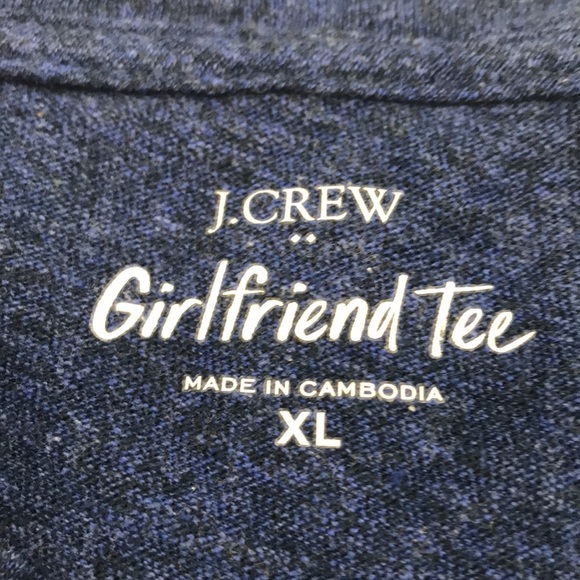 J.CREW
Girlfriend Tee
MADE IN CAMBODIA
XL